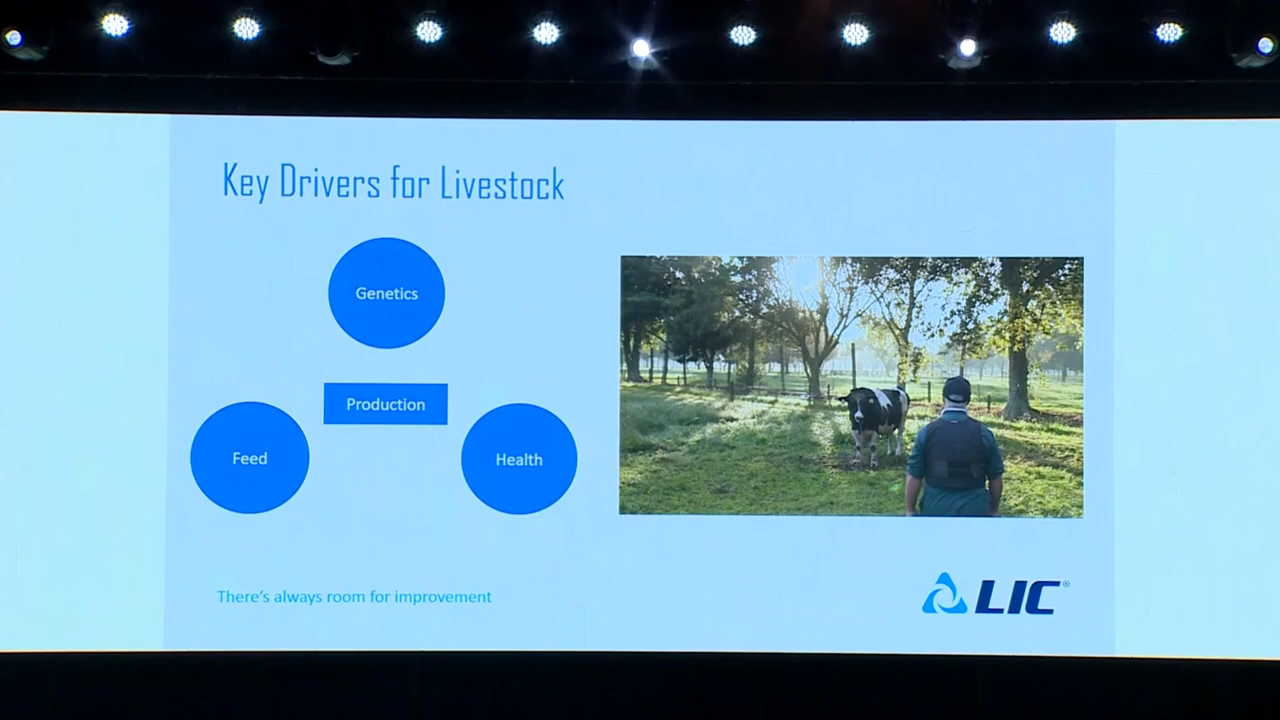 Key Drivers for Livestock
Genetics
Production
Feed
Health
There's always room for improvement
LIC®